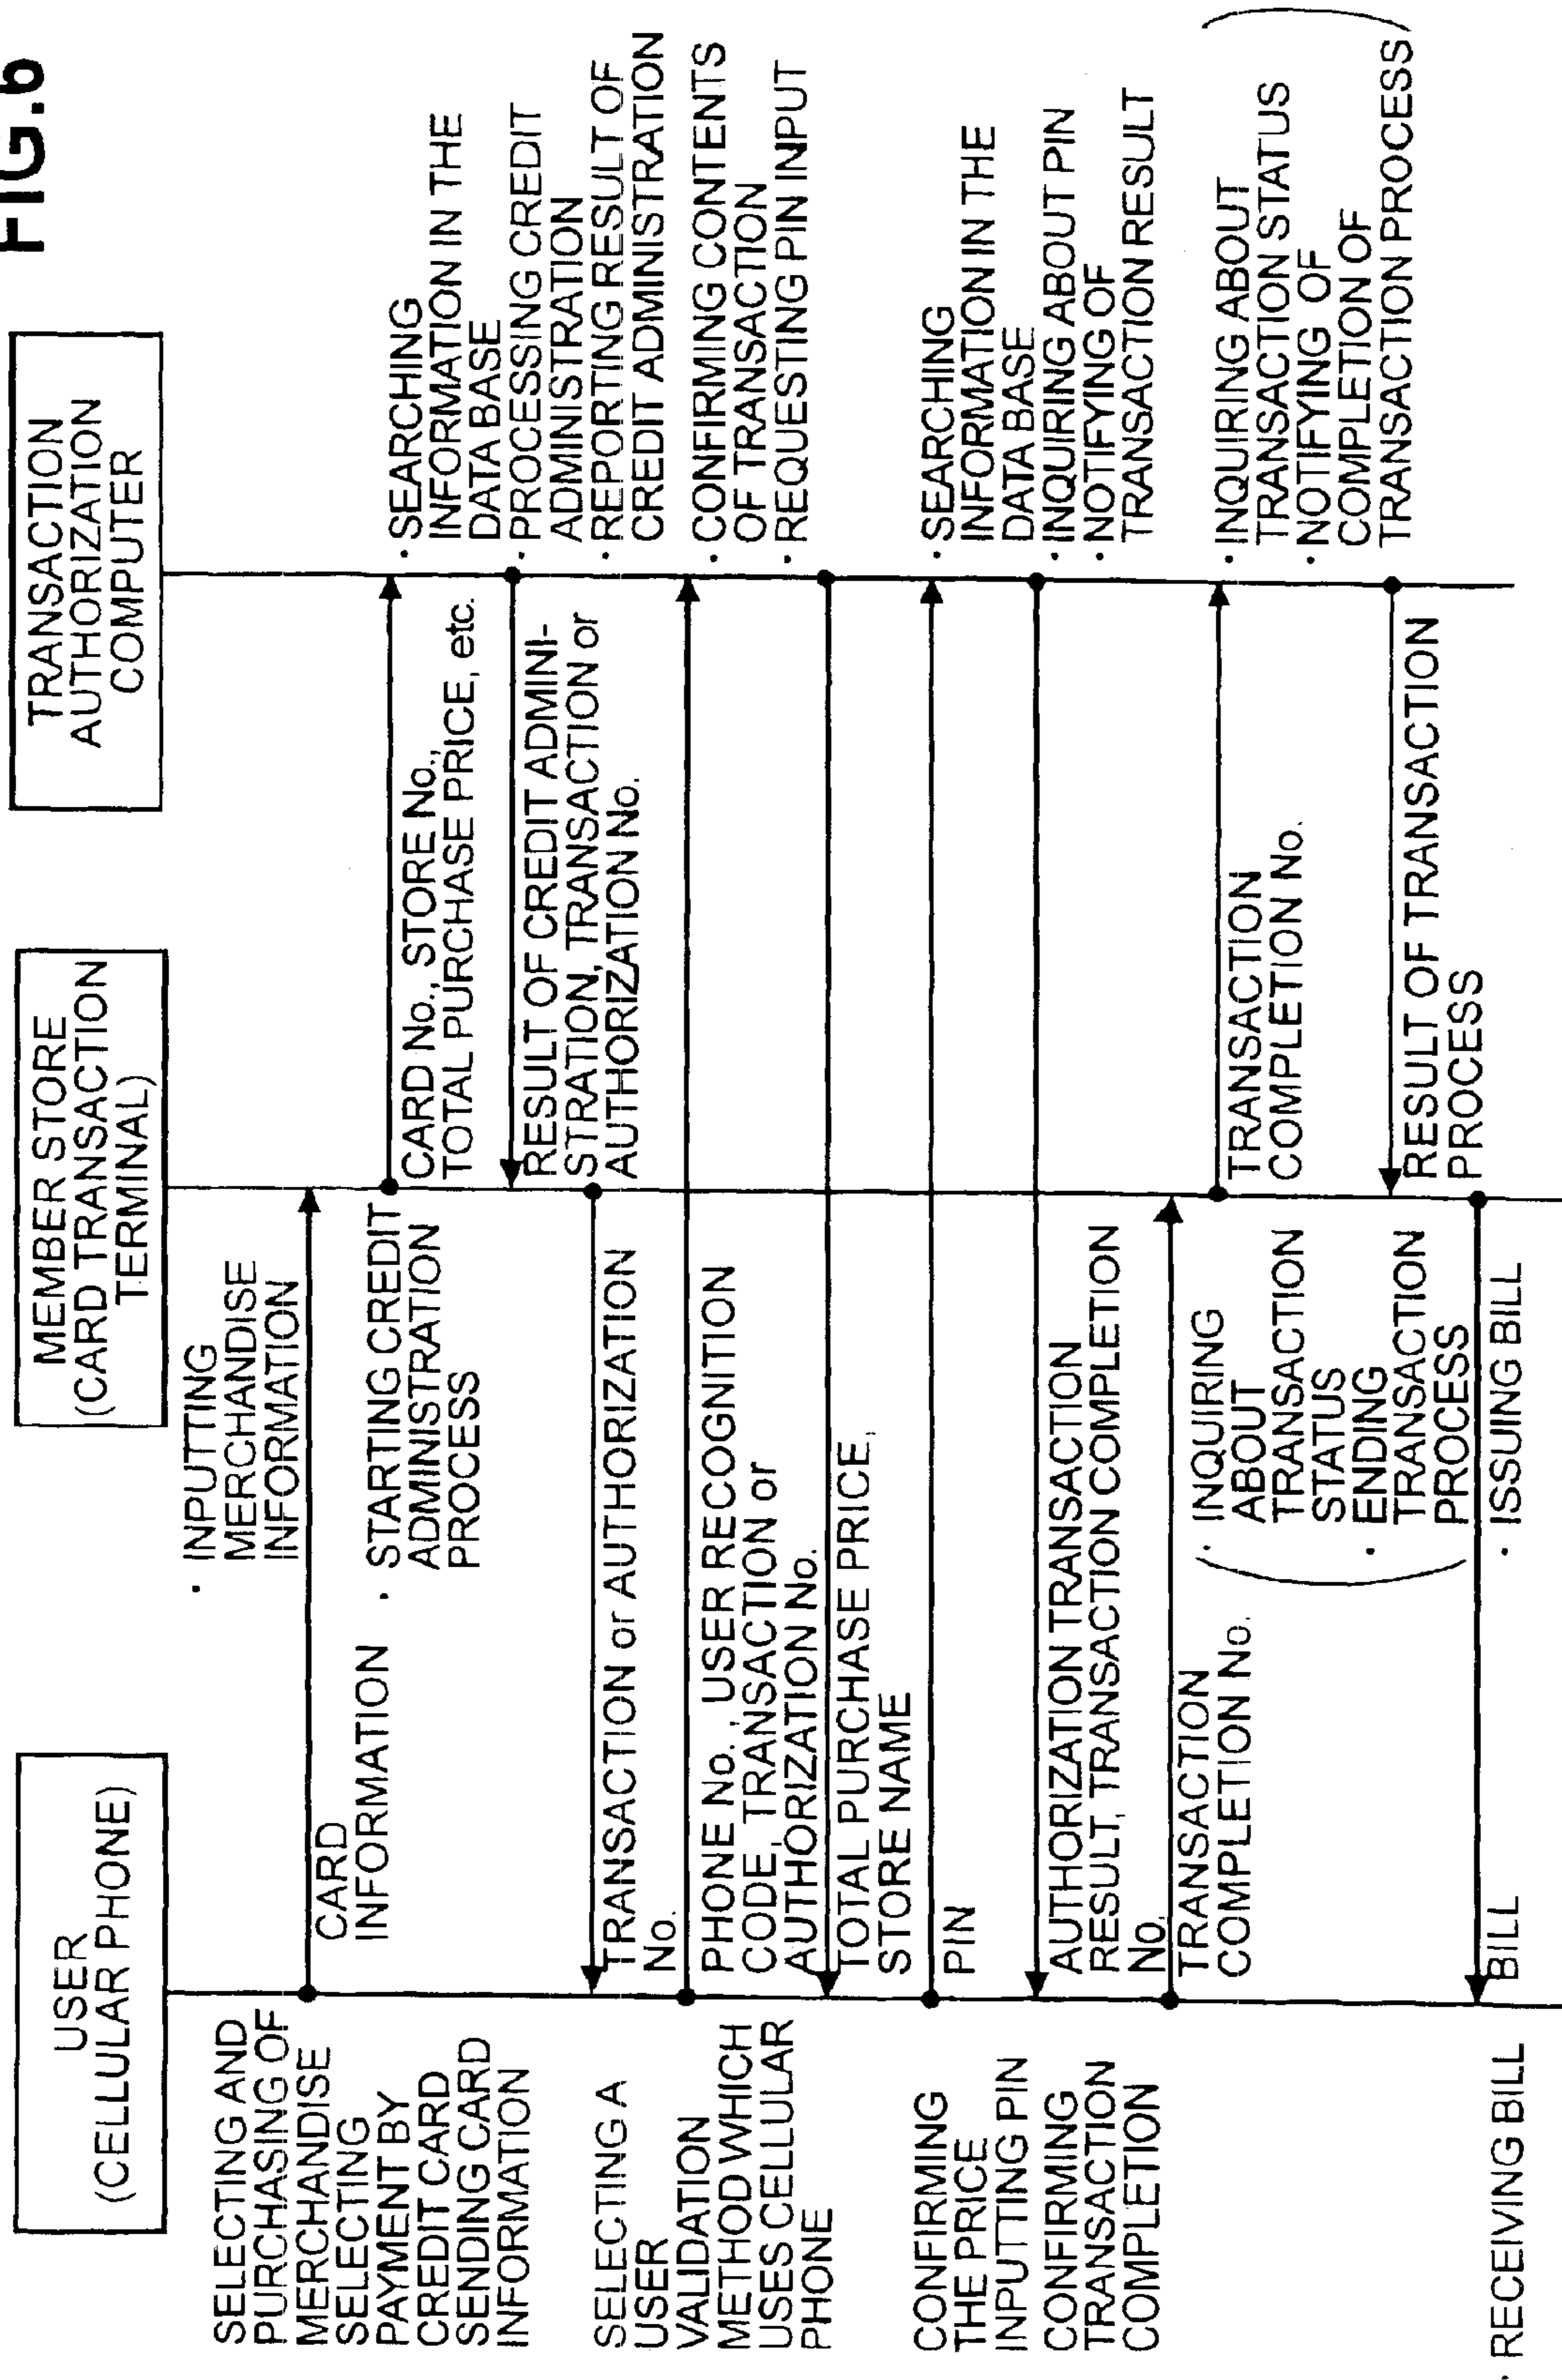 FIG.6
USER
(CELLULAR PHONE)
MEMBER STORE
(CARD TRANSACTION
TERMINAL)
TRANSACTION
AUTHORIZATION
COMPUTER
SELECTING AND
PURCHASING OF
MERCHANDISE
SELECTING
PAYMENT BY
CREDIT CARD
SENDING CARD
INFORMATION
SELECTING A
USER
VALIDATION
METHOD WHICH
USES CELLULAR
PHONE
CONFIRMING
THE PRICE
INPUTTING PIN
CONFIRMING
TRANSACTION
COMPLETION
· RECEIVING BILL
CARD
INFORMATION
TRANSACTION or AUTHORIZATION
No.
PHONE No., USER RECOGNITION
CODE, TRANSACTION or
AUTHORIZATION No.
TOTAL PURCHASE PRICE,
STORE NAME
PIN
AUTHORIZATION TRANSACTION
RESULT, TRANSACTION COMPLETION
No.
TRANSACTION
COMPLETION No.
BILL
· INPUTTING
MERCHANDISE
INFORMATION
· STARTING CREDIT
ADMINISTRATION
PROCESS
· INQUIRING
ABOUT
TRANSACTION
STATUS
· ENDING
TRANSACTION
PROCESS
· ISSUING BILL
CARD No., STORE No.,
TOTAL PURCHASE PRICE, etc.
RESULT OF CREDIT ADMINI-
STRATION, TRANSACTION or
AUTHORIZATION No.
TRANSACTION
COMPLETION No.
RESULT OF TRANSACTION
PROCESS
· SEARCHING
INFORMATION IN THE
DATA BASE
· PROCESSING CREDIT
ADMINISTRATION
· REPORTING RESULT OF
CREDIT ADMINISTRATION
· CONFIRMING CONTENTS
OF TRANSACTION
· REQUESTING PIN INPUT
· SEARCHING
INFORMATION IN THE
DATA BASE
· INQUIRING ABOUT PIN
· NOTIFYING OF
TRANSACTION RESULT
· INQUIRING ABOUT
TRANSACTION STATUS
· NOTIFYING OF
COMPLETION OF
TRANSACTION PROCESS